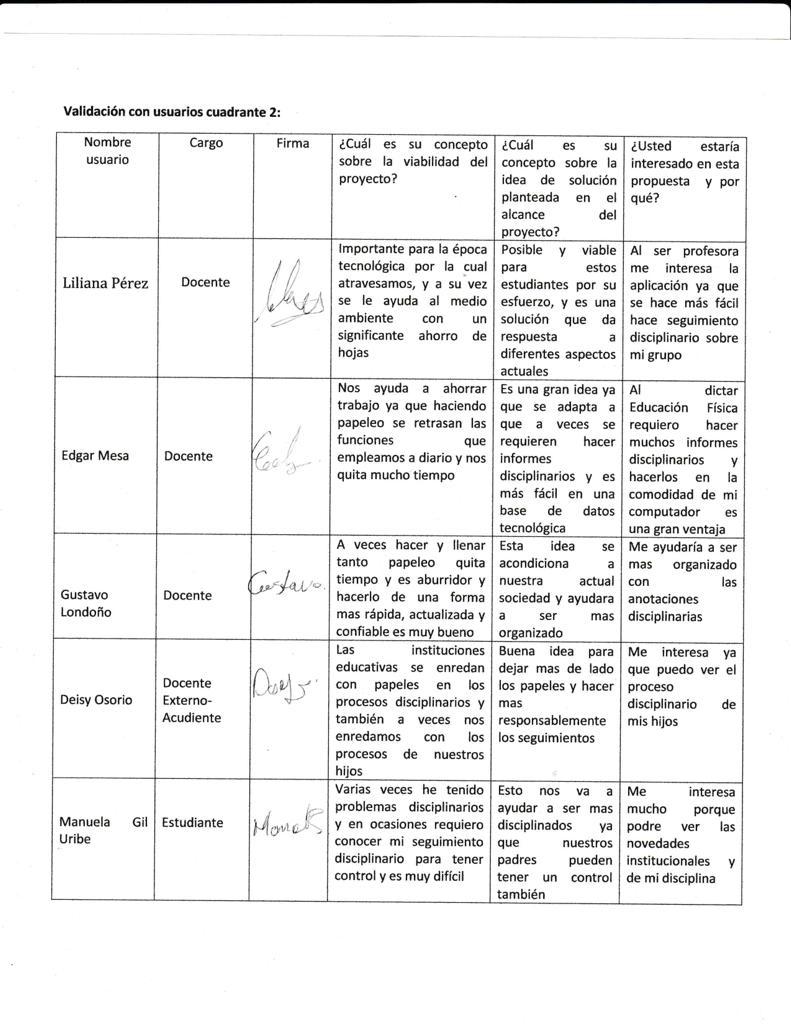 Validación con usuarios cuadrante 2:
Nombre usuario
Cargo
Firma
¿Cuál es su concepto
sobre la viabilidad del
proyecto?
¿Cuál es su
concepto sobre la
idea de solución
planteada en el
alcance del
proyecto?
¿Usted estaría
interesado en esta
propuesta y por
qué?
Liliana Pérez
Docente
Importante para la época
tecnológica por la cual
atravesamos, y a su vez
se le ayuda al medio
ambiente con un
significante ahorro de
hojas
Posible y viable
para estos
estudiantes por su
esfuerzo, y es una
solución que da
respuesta a
diferentes aspectos
actuales
Al ser profesora
me interesa la
aplicación ya que
se hace más fácil
hace seguimiento
disciplinario sobre
mi grupo
Edgar Mesa
Docente
Nos ayuda a ahorrar
trabajo ya que haciendo
papeleo se retrasan las
funciones que
empleamos a diario y nos
quita mucho tiempo
Es una gran idea ya
que se adapta a
que a veces se
requieren hacer
informes
disciplinarios y es
más fácil en una
base de datos
tecnológica
Al dictar
Educación Física
requiero hacer
muchos informes
disciplinarios y
hacerlos en la
comodidad de mi
computador es
una gran ventaja
Gustavo
Londoño
Docente
Gustavo.
A veces hacer y llenar
tanto papeleo quita
tiempo y es aburridor y
hacerlo de una forma
mas rápida, actualizada y
confiable es muy bueno
Esta idea se
acondiciona a
nuestra actual
sociedad y ayudara
a ser mas
organizado
Me ayudaría a ser
mas organizado
con las
anotaciones
disciplinarias
Deisy Osorio
Docente
Externo-
Acudiente
Las instituciones
educativas se enredan
con papeles en los
procesos disciplinarios y
también a veces nos
enredamos con los
procesos de nuestros
hijos
Buena idea para
dejar mas de lado
los papeles y hacer
mas
responsablemente
los seguimientos
Me interesa ya
que puedo ver el
proceso
disciplinario de
mis hijos
Manuela Gil
Uribe
Estudiante
Varias veces he tenido
problemas disciplinarios
y en ocasiones requiero
conocer mi seguimiento
disciplinario para tener
control y es muy difícil
Esto nos va a
ayudar a ser mas
disciplinados ya
que nuestros
padres pueden
tener un control
también
Me interesa
mucho porque
podre ver las
novedades
institucionales y
de mi disciplina